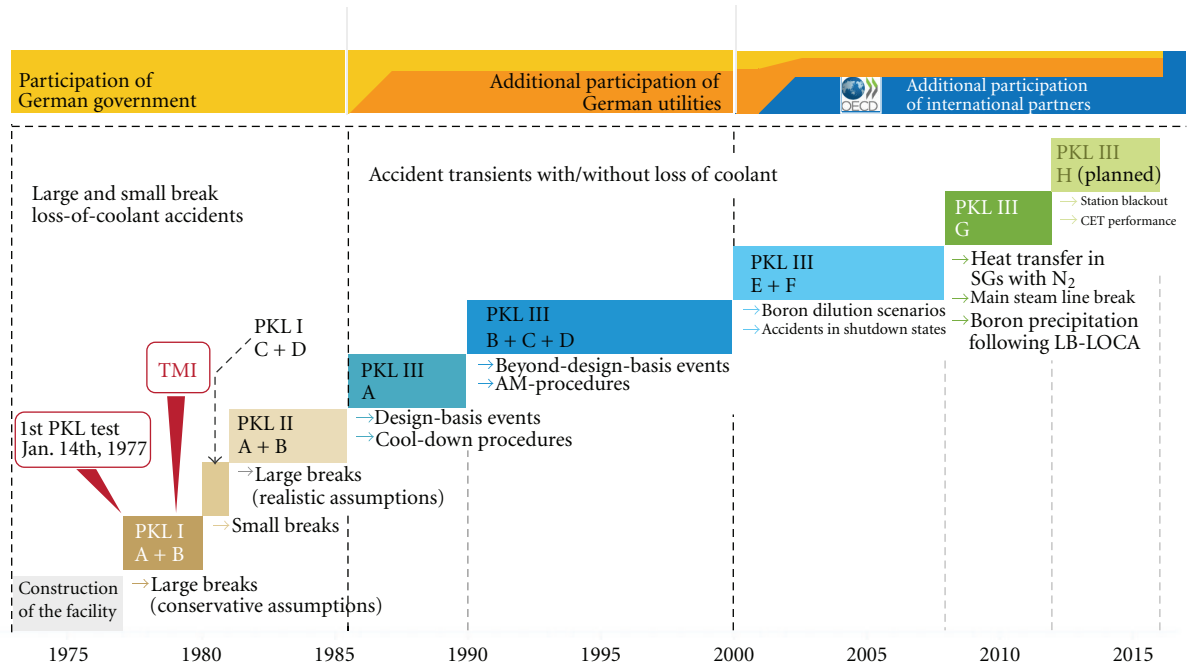 Participation of
German government
Additional participation of
German utilities
OECD
Additional participation
of international partners
Large and small break
loss-of-coolant accidents
Accident transients with/without loss of coolant
PKL III
H (planned)
→Station blackout
→CET performance
PKL III
G
→Heat transfer in
SGs with N2
→Main steam line break
→Boron precipitation
following LB-LOCA
PKL III
E + F
→Boron dilution scenarios
→Accidents in shutdown states
PKL III
B + C + D
→Beyond-design-basis events
→AM-procedures
PKL III
A
→Design-basis events
→Cool-down procedures
PKL I
C + D
TMI
1st PKL test
Jan. 14th, 1977
PKL II
A + B
→Large breaks
(realistic assumptions)
→Small breaks
PKL I
A + B
→Large breaks
(conservative assumptions)
Construction
of the facility
1975 1980 1985 1990 1995 2000 2005 2010 2015